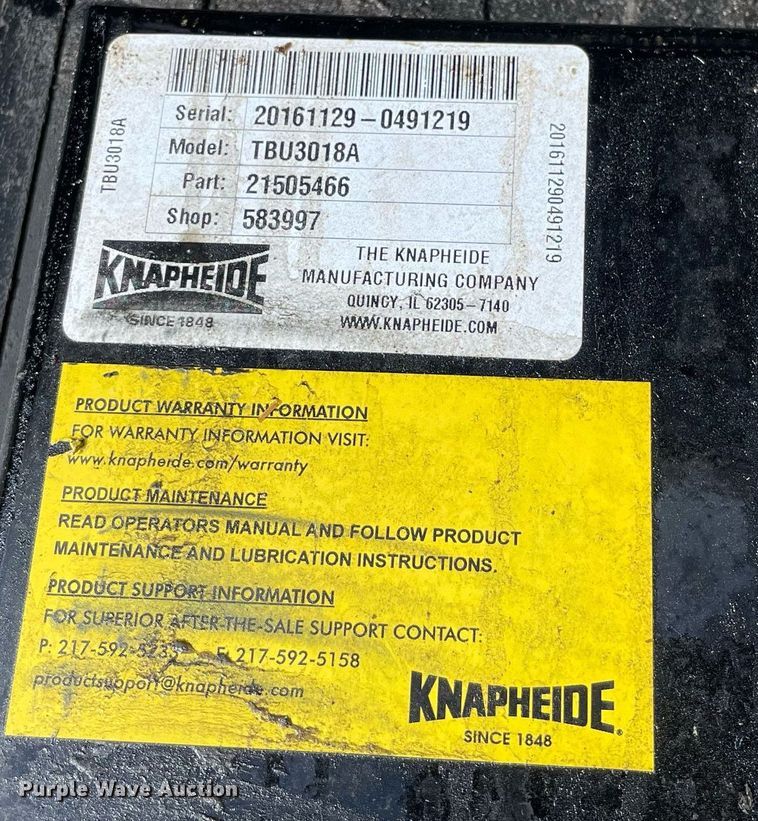 TBU3018A
Serial: 20161129-0491219
Model: TBU3018A
Part: 21505466
Shop: 583997
201611290491219
KNAPHEIDE
SINCE 1848
THE KNAPHEIDE
MANUFACTURING COMPANY
QUINCY, IL 62305-7140
WWW.KNAPHEIDE.COM
PRODUCT WARRANTY INFORMATION
FOR WARRANTY INFORMATION VISIT:
www.knapheide.com/warranty
PRODUCT MAINTENANCE
READ OPERATORS MANUAL AND FOLLOW PRODUCT
MAINTENANCE AND LUBRICATION INSTRUCTIONS.
PRODUCT SUPPORT INFORMATION
FOR SUPERIOR AFTER-THE-SALE SUPPORT CONTACT:
P: F: 217-592-5158
productsupport@knapheide.com
KNAPHEIDE®
SINCE 1848
Purple Wave Auction